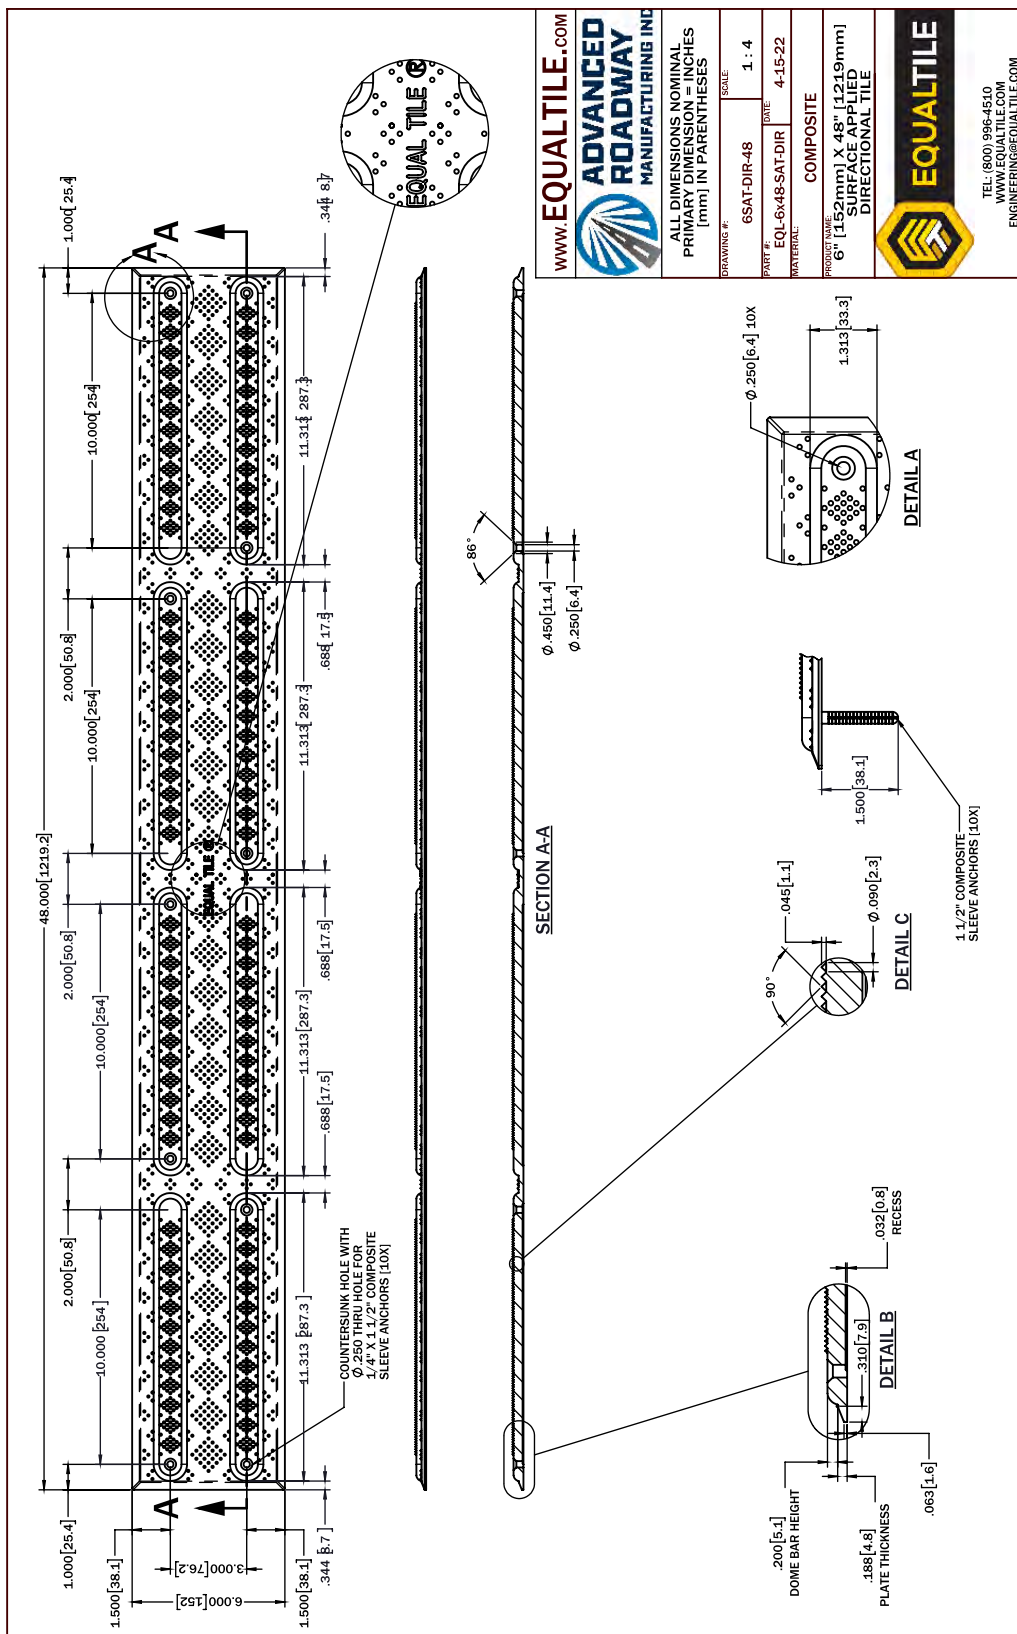 48.000[1219.2]
1.000[25.4]
10.000 [254]
2.000[50.8]
10.000[254]
2.000[50.8]
10.000[254]
2.000[50.8]
10.000[254]
1.000[25.4]
A
A
A
EQUAL TILE ®
EQUAL TILE ®
1.500[38.1]
3.000[76.2]
6.000[152]
1.500[38.1]
.344 [8.7]
11.313 [287.3]
.688[17.5]
11.313[287.3]
.688[17.5]
11.313[287.3]
.688[17.5]
11.313[287.3]
.344[8.7]
COUNTERSUNK HOLE WITH
Ø.250 THRU HOLE FOR
1/4" X 1 1/2" COMPOSITE
SLEEVE ANCHORS [10X]
86°
Ø.450[11.4]
Ø.250[6.4]
SECTION A-A
.200[5.1]
DOME BAR HEIGHT
.188[4.8]
PLATE THICKNESS
.063[1.6]
.310[7.9]
.032[0.8]
RECESS
DETAIL B
90°
.045[1.1]
Ø.090[2.3]
DETAIL C
1.500[38.1]
1 1/2" COMPOSITE
SLEEVE ANCHORS [10X]
Ø.250[6.4] 10X
1.313[33.3]
DETAIL A
WWW.EQUALTILE.COM
ADVANCED
ROADWAY
MANUFACTURING INC
ALL DIMENSIONS NOMINAL
PRIMARY DIMENSION = INCHES
[mm] IN PARENTHESES
DRAWING #:
6SAT-DIR-48
SCALE:
1 : 4
PART #:
EQL-6x48-SAT-DIR
DATE:
4-15-22
MATERIAL:
COMPOSITE
PRODUCT NAME:
6" [152mm] X 48" [1219mm]
SURFACE APPLIED
DIRECTIONAL TILE
EQUALTILE
TEL: (800) 996-4510
WWW.EQUALTILE.COM
ENGINEERING@EQUALTILE.COM